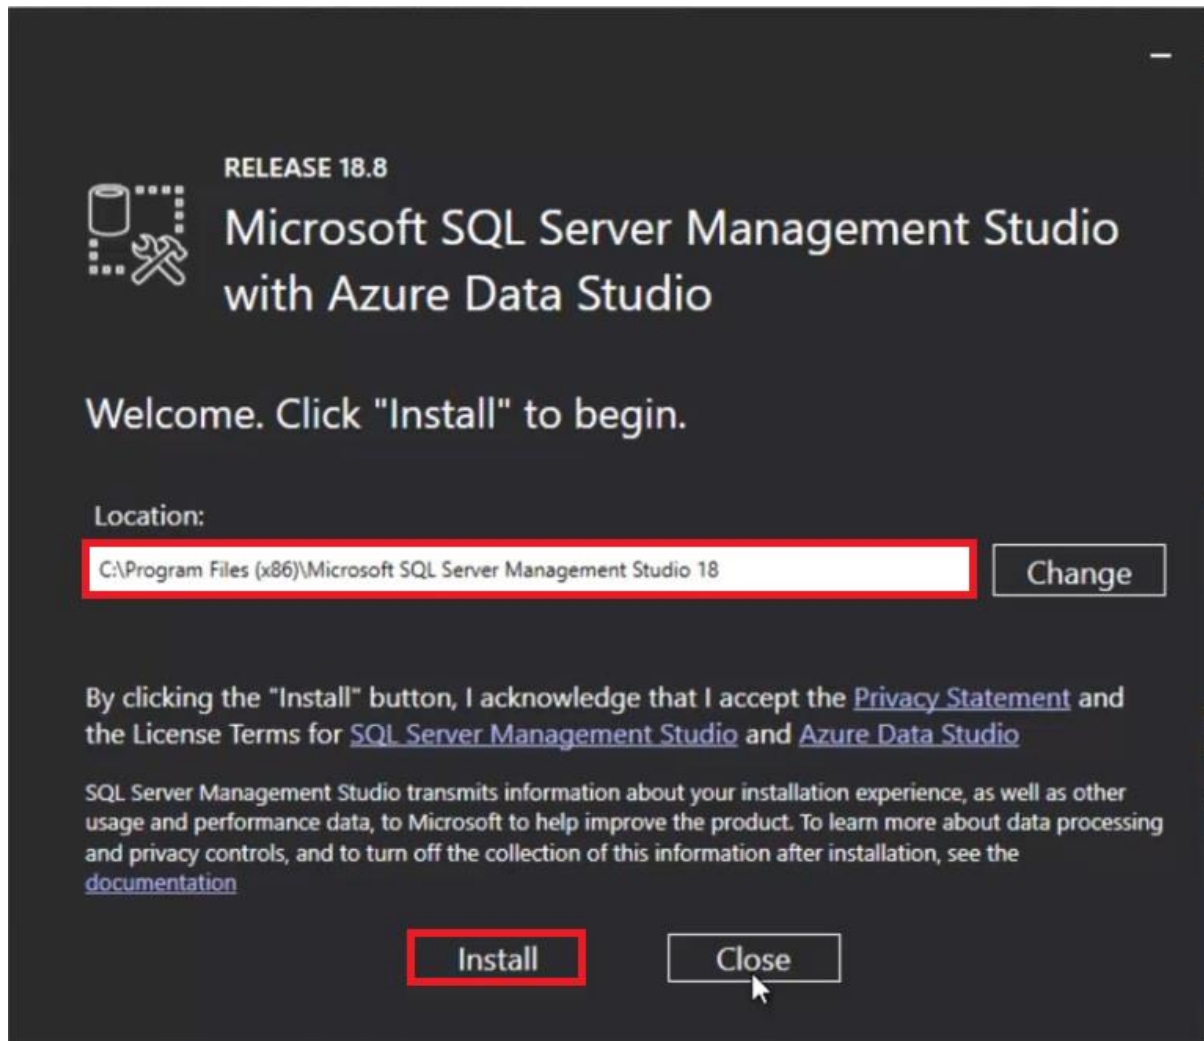 RELEASE 18.8
Microsoft SQL Server Management Studio
with Azure Data Studio
Welcome. Click "Install" to begin.
Location:
C:\Program Files (x86)\Microsoft SQL Server Management Studio 18
Change
By clicking the "Install" button, I acknowledge that I accept the Privacy Statement and
the License Terms for SQL Server Management Studio and Azure Data Studio
SQL Server Management Studio transmits information about your installation experience, as well as other
usage and performance data, to Microsoft to help improve the product. To learn more about data processing
and privacy controls, and to turn off the collection of this information after installation, see the
documentation
Install
Close